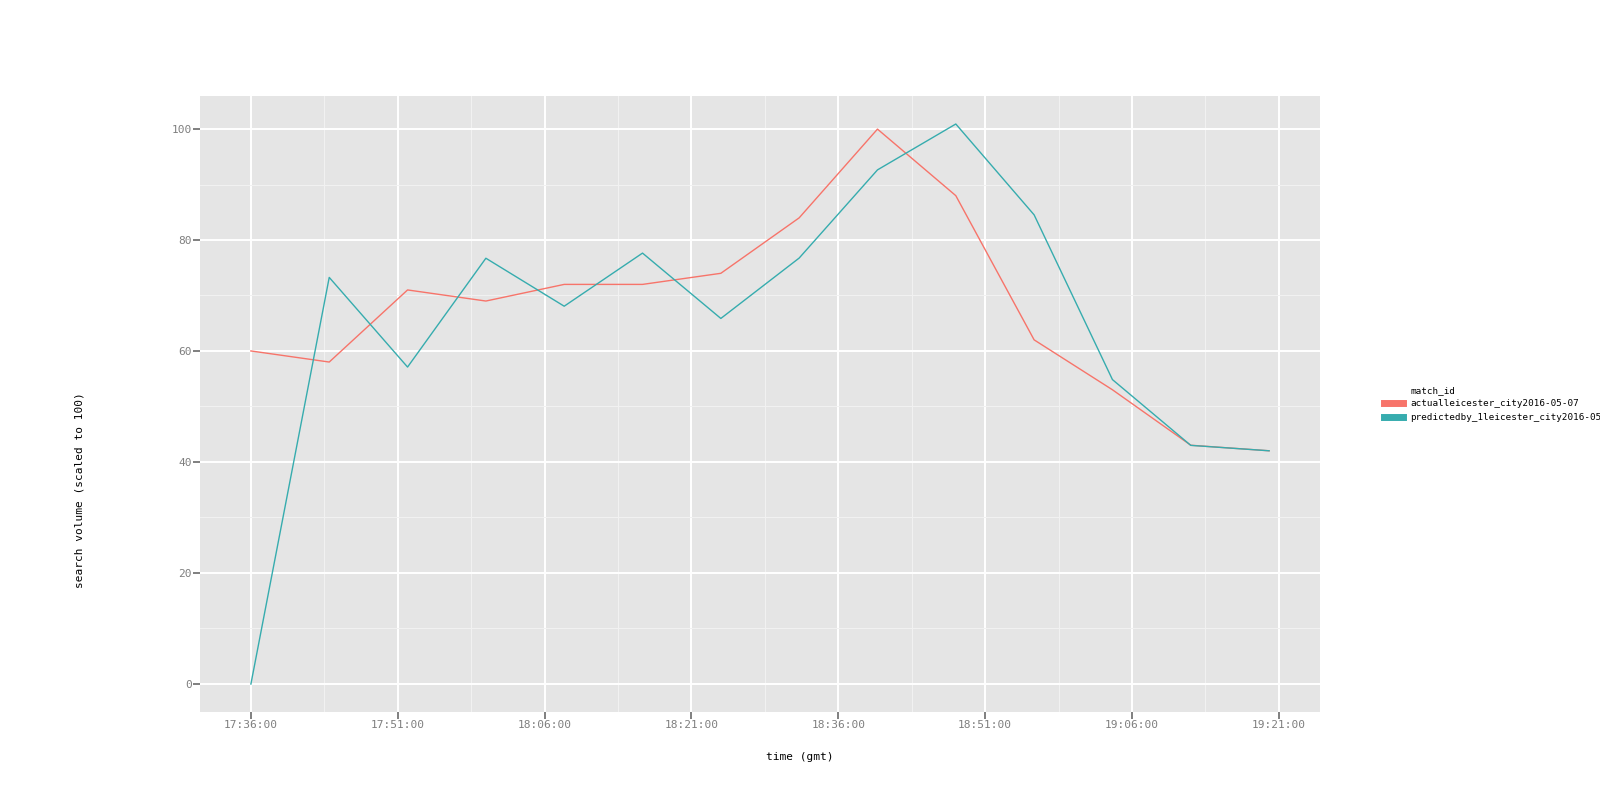 100
80
60
40
20
0
search volume (scaled to 100)
17:36:00 17:51:00 18:06:00 18:21:00 18:36:00 18:51:00 19:06:00 19:21:00
time (gmt)
match_id
actualleicester_city2016-05-07
predictedby_1leicester_city2016-05